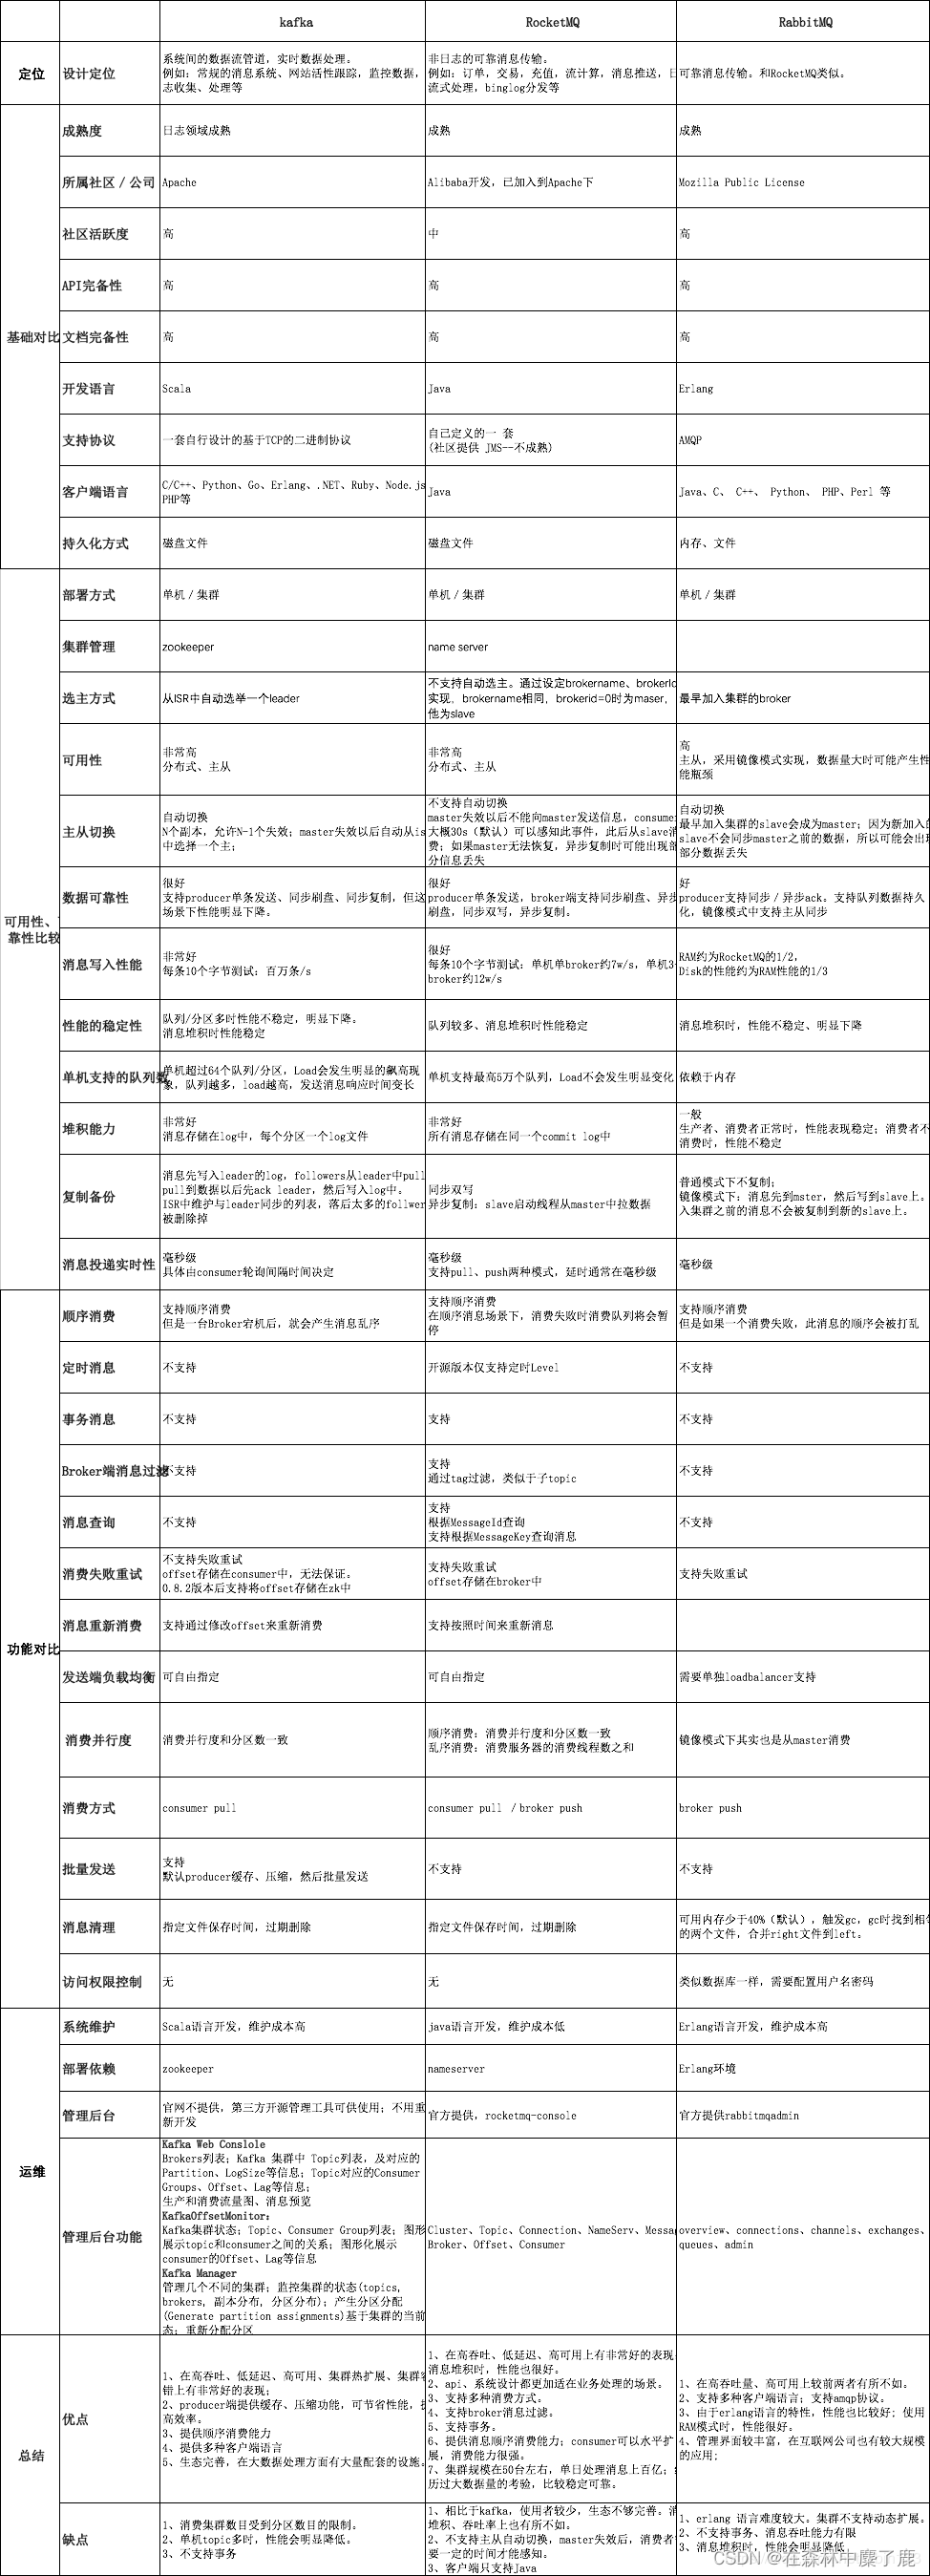 kafka RocketMQ RabbitMQ
定位 设计定位
系统间的数据流管道，实时数据处理。
例如：常规的消息系统、网站活性跟踪，监控数据，
志收集、处理等
非日志的可靠消息传输。
例如：订单，交易，充值，流计算，消息推送，日
流式处理，binglog分发等
可靠消息传输。和RocketMQ类似。
基础对比
成熟度 日志领域成熟 成熟 成熟
所属社区／公司 Apache Alibaba开发，已加入到Apache下 Mozilla Public License
社区活跃度 高 中 高
API完备性 高 高 高
文档完备性 高 高 高
开发语言 Scala Java Erlang
支持协议 一套自行设计的基于TCP的二进制协议
自己定义的一 套
(社区提供 JMS--不成熟)
AMQP
客户端语言
C/C++、Python、Go、Erlang、.NET、Ruby、Node.js
PHP等
Java
Java、C、 C++、 Python、 PHP、Perl 等
持久化方式 磁盘文件 磁盘文件 内存、文件
可用性、
靠性比较
部署方式 单机／集群 单机／集群 单机／集群
集群管理 zookeeper name server
选主方式 从ISR中自动选举一个leader
不支持自动选主。通过设定brokername、brokerId
实现，brokername相同，brokerid=0时为maser，
他为slave
最早加入集群的broker
可用性
非常高
分布式、主从
非常高
分布式、主从
高
主从，采用镜像模式实现，数据量大时可能产生性
能瓶颈
主从切换
自动切换
N个副本，允许N-1个失效；master失效以后自动从is
中选择一个主；
不支持自动切换
master失效以后不能向master发送信息，consumer
大概30s（默认）可以感知此事件，此后从slave消
费；如果master无法恢复，异步复制时可能出现部
分信息丢失
自动切换
最早加入集群的slave会成为master；因为新加入的
slave不会同步master之前的数据，所以可能会出现
部分数据丢失
数据可靠性
很好
支持producer单条发送、同步刷盘、同步复制，但这
场景下性能明显下降。
很好
producer单条发送，broker端支持同步刷盘、异步
刷盘，同步双写，异步复制。
好
producer支持同步／异步ack。支持队列数据持久
化，镜像模式中支持主从同步
消息写入性能
非常好
每条10个字节测试：百万条/s
很好
每条10个字节测试：单机单broker约7w/s，单机3
broker约12w/s
RAM约为RocketMQ的1/2，
Disk的性能约为RAM性能的1/3
性能的稳定性
队列/分区多时性能不稳定，明显下降。
消息堆积时性能稳定
队列较多、消息堆积时性能稳定
消息堆积时，性能不稳定、明显下降
单机支持的队列数
单机超过64个队列/分区，Load会发生明显的飙高现
象，队列越多，load越高，发送消息响应时间变长
单机支持最高5万个队列，Load不会发生明显变化
依赖于内存
堆积能力
非常好
消息存储在log中，每个分区一个log文件
非常好
所有消息存储在同一个commit log中
一般
生产者、消费者正常时，性能表现稳定；消费者不
消费时，性能不稳定
复制备份
消息先写入leader的log，followers从leader中pull
pull到数据以后先ack leader，然后写入log中。
ISR中维护与leader同步的列表，落后太多的follwer
被删除掉
同步双写
异步复制：slave启动线程从master中拉数据
普通模式下不复制；
镜像模式下：消息先到mster，然后写到slave上。
入集群之前的消息不会被复制到新的slave上。
消息投递实时性
毫秒级
具体由consumer轮询间隔时间决定
毫秒级
支持pull、push两种模式，延时通常在毫秒级
毫秒级
功能对比
顺序消费
支持顺序消费
但是一台Broker宕机后，就会产生消息乱序
支持顺序消费
在顺序消息场景下，消费失败时消费队列将会暂
停
支持顺序消费
但是如果一个消费失败，此消息的顺序会被打乱
定时消息 不支持 开源版本仅支持定时Level 不支持
事务消息 不支持 支持 不支持
Broker端消息过滤 不支持
支持
通过tag过滤，类似于子topic
不支持
消息查询 不支持
支持
根据MessageId查询
支持根据MessageKey查询消息
不支持
消费失败重试
不支持失败重试
offset存储在consumer中，无法保证。
0.8.2版本后支持将offset存储在zk中
支持失败重试
offset存储在broker中
支持失败重试
消息重新消费 支持通过修改offset来重新消费 支持按照时间来重新消息
发送端负载均衡 可自由指定 可自由指定 需要单独loadbalancer支持
消费并行度 消费并行度和分区数一致
顺序消费：消费并行度和分区数一致
乱序消费：消费服务器的消费线程数之和
镜像模式下其实也是从master消费
消费方式 consumer pull consumer pull ／broker push broker push
批量发送
支持
默认producer缓存、压缩，然后批量发送
不支持 不支持
消息清理 指定文件保存时间，过期删除 指定文件保存时间，过期删除
可用内存少于40%（默认），触发gc，gc时找到相邻
的两个文件，合并right文件到left。
访问权限控制 无 无 类似数据库一样，需要配置用户名密码
运维
系统维护 Scala语言开发，维护成本高 java语言开发，维护成本低 Erlang语言开发，维护成本高
部署依赖 zookeeper nameserver Erlang环境
管理后台
官网不提供，第三方开源管理工具可供使用；不用重
新开发
官方提供，rocketmq-console
官方提供rabbitmqadmin
管理后台功能
Kafka Web Conslole
Brokers列表；Kafka 集群中 Topic列表，及对应的
Partition、LogSize等信息；Topic对应的Consumer
Groups、Offset、Lag等信息；
生产和消费流量图、消息预览
KafkaOffsetMonitor：
Kafka集群状态；Topic、Consumer Group列表；图形
展示topic和consumer之间的关系；图形化展示
consumer的Offset、Lag等信息
Kafka Manager
管理几个不同的集群；监控集群的状态(topics,
brokers, 副本分布, 分区分布)；产生分区分配
(Generate partition assignments)基于集群的当前
态；重新分配分区
Cluster、Topic、Connection、NameServ、Messag
Broker、Offset、Consumer
overview、connections、channels、exchanges、
queues、admin
总结
优点
1、在高吞吐、低延迟、高可用、集群热扩展、集群容
错上有非常好的表现；
2、producer端提供缓存、压缩功能，可节省性能，提
高效率。
3、提供顺序消费能力
4、提供多种客户端语言
5、生态完善，在大数据处理方面有大量配套的设施。
1、在高吞吐、低延迟、高可用上有非常好的表现
消息堆积时，性能也很好。
2、api、系统设计都更加适在业务处理的场景。
3、支持多种消费方式。
4、支持broker消息过滤。
5、支持事务。
6、提供消息顺序消费能力；consumer可以水平扩
展，消费能力很强。
7、集群规模在50台左右，单日处理消息上百亿；
历过大数据量的考验，比较稳定可靠。
1、在高吞吐量、高可用上较前两者有所不如。
2、支持多种客户端语言；支持amqp协议。
3、由于erlang语言的特性，性能也比较好；使用
RAM模式时，性能很好。
4、管理界面较丰富，在互联网公司也有较大规模
的应用；
缺点
1、消费集群数目受到分区数目的限制。
2、单机topic多时，性能会明显降低。
3、不支持事务
1、相比于kafka，使用者较少，生态不够完善。消
堆积、吞吐率上也有所不如。
2、不支持主从自动切换，master失效后，消费者
要一定的时间才能感知。
3、客户端只支持Java
1、erlang 语言难度较大。集群不支持动态扩展。
2、不支持事务、消息吞吐能力有限
3、消息堆积时，性能会明显降低
CSDN @在森林中麋了鹿